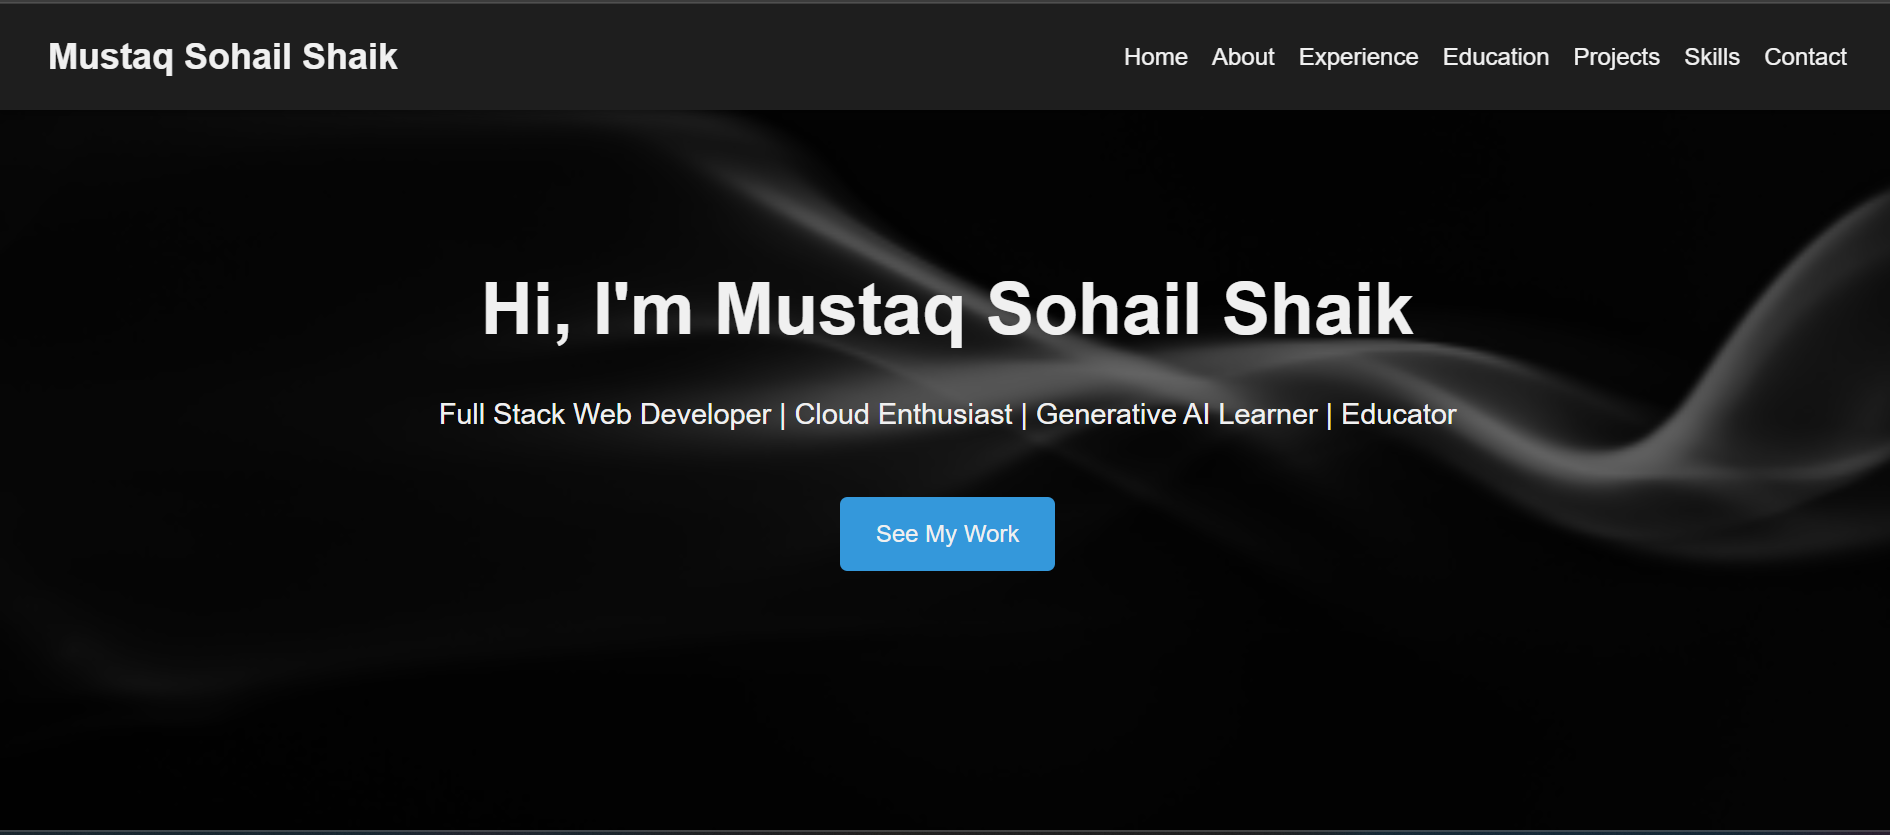 Mustaq Sohail Shaik
Home About Experience Education Projects Skills Contact
Hi, I'm Mustaq Sohail Shaik
Full Stack Web Developer | Cloud Enthusiast | Generative AI Learner | Educator
See My Work